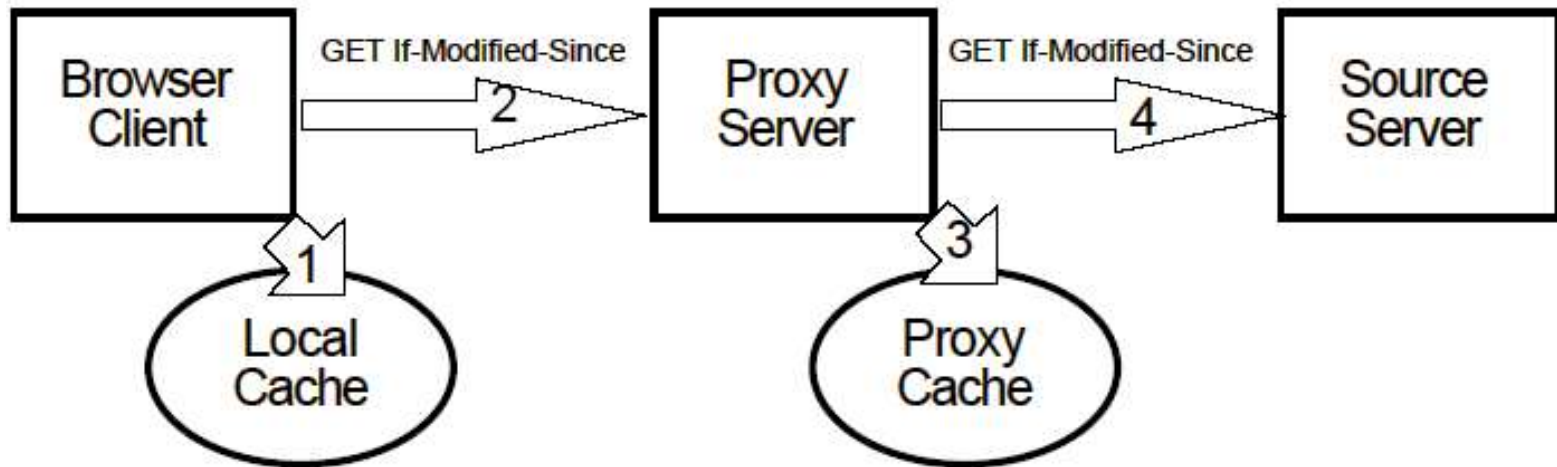 Browser
Client
GET If-Modified-Since
2
Proxy
Server
GET If-Modified-Since
4
Source
Server
1
Local
Cache
3
Proxy
Cache